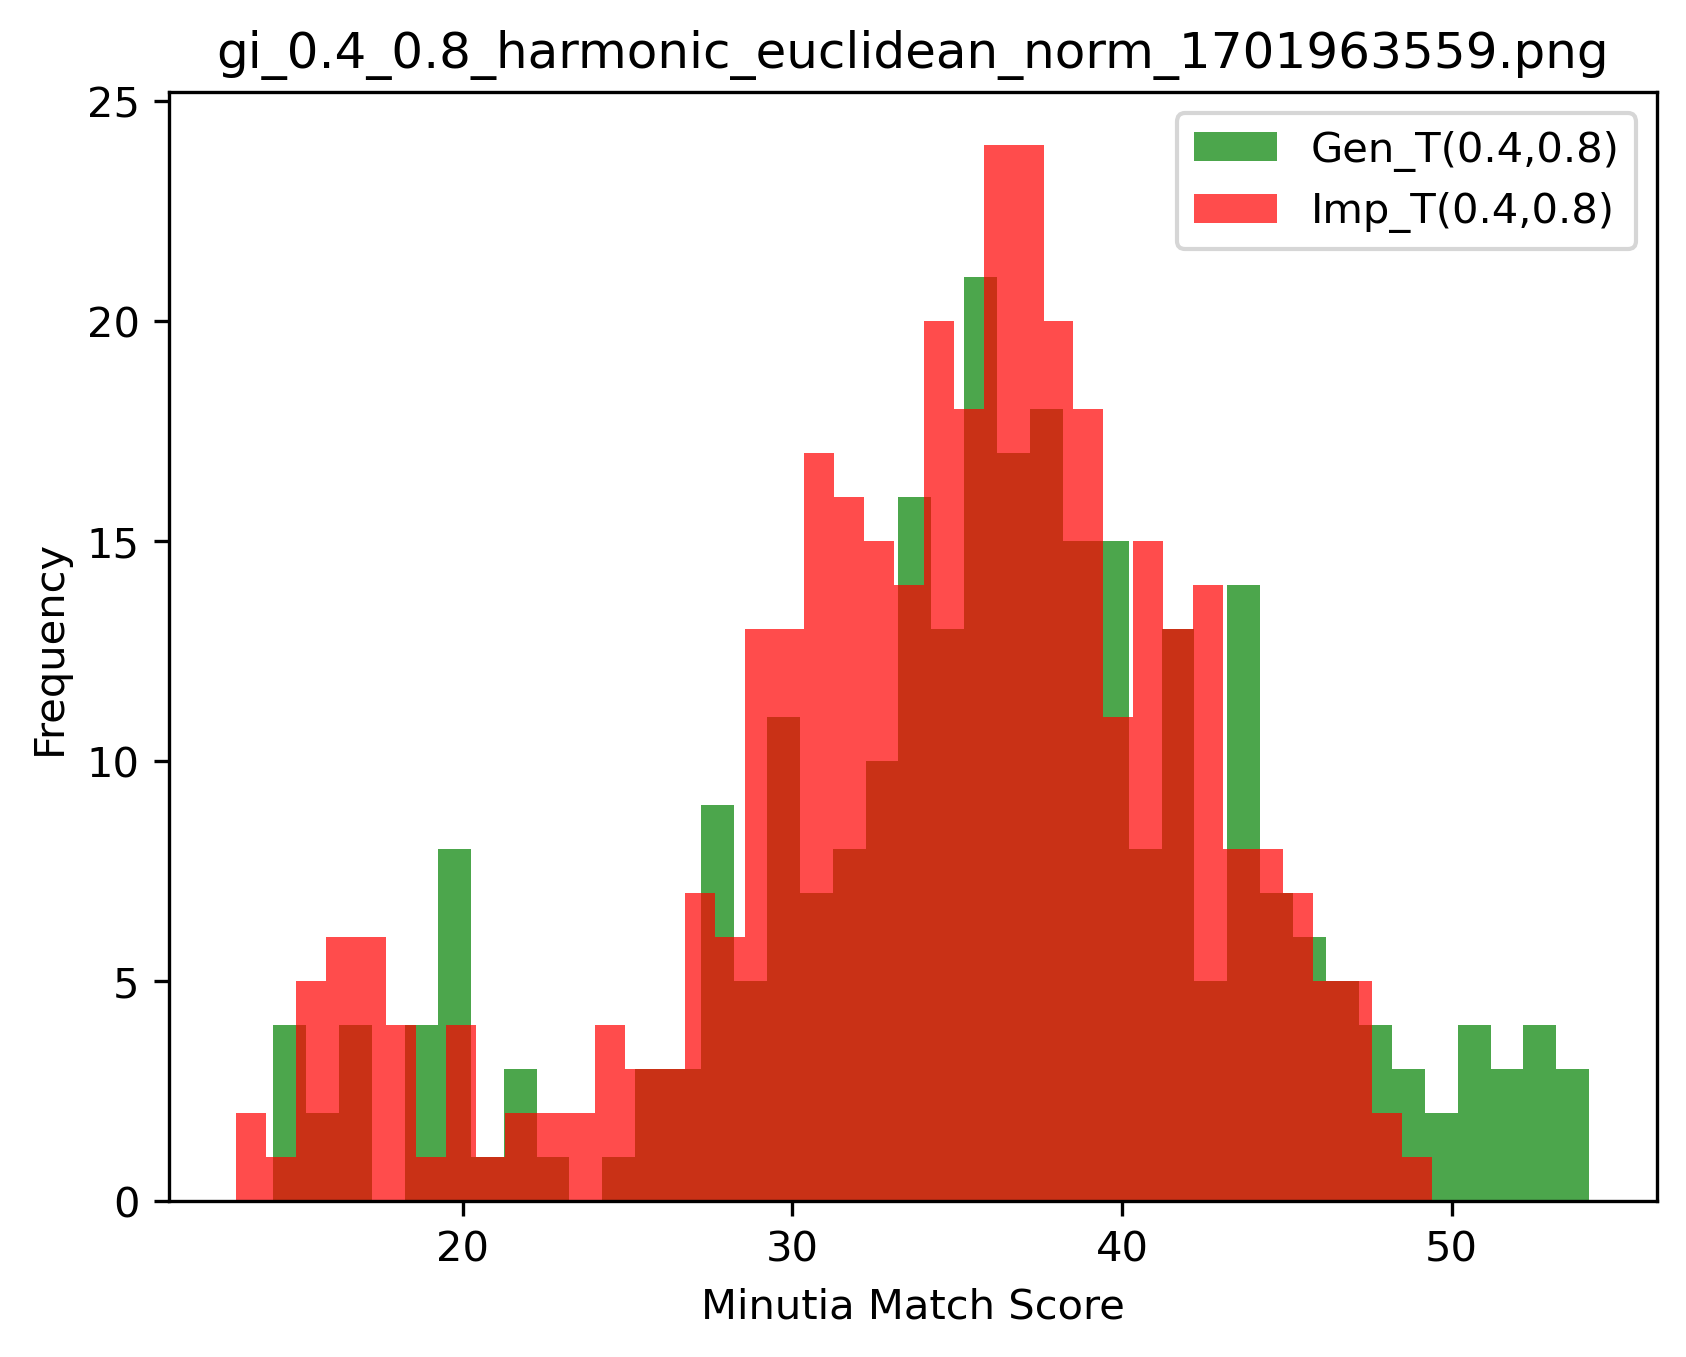 gi_0.4_0.8_harmonic_euclidean_norm_1701963559.png
Gen_T(0.4,0.8)
Imp_T(0.4,0.8)
25
20
15
10
5
0
Frequency
20 30 40 50
Minutia Match Score